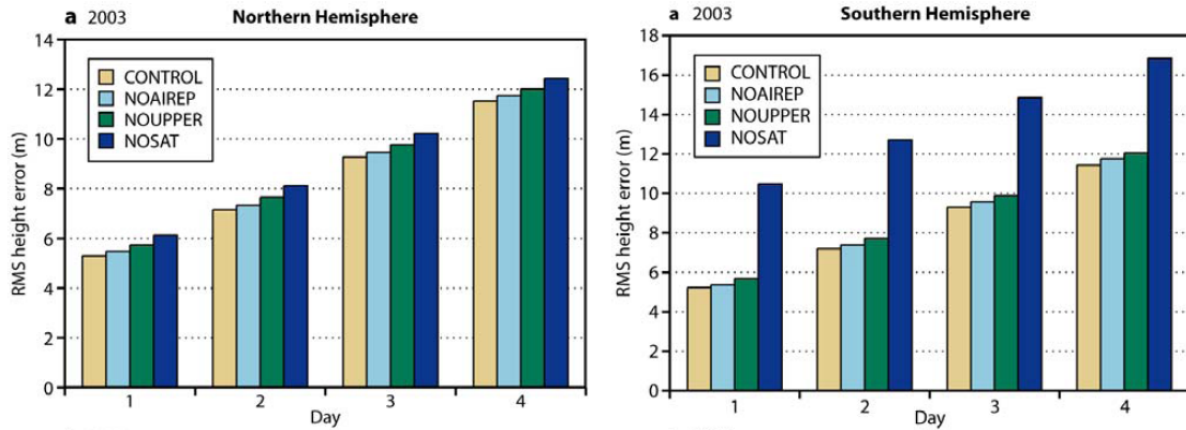 a 2003 Northern Hemisphere
14
12
10
8
6
4
2
0
RMS height error (m)
CONTROL
NOAIREP
NOUPPER
NOSAT
1 2 3 4
Day
a 2003 Southern Hemisphere
18
16
14
12
10
8
6
4
2
0
RMS height error (m)
CONTROL
NOAIREP
NOUPPER
NOSAT
1 2 3 4
Day